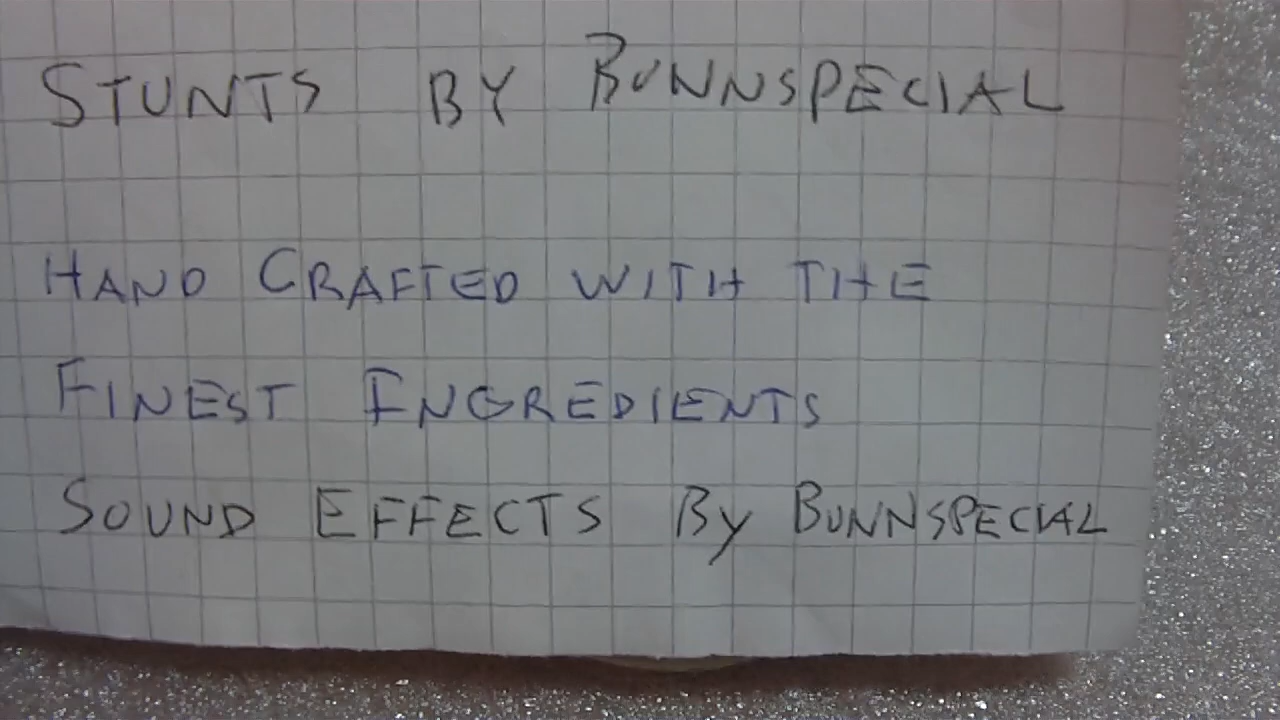 STUNTS BY BUNNSPECIAL
HAND CRAFTED WITH THE
FINEST INGREDIENTS
SOUND EFFECTS By BUNNSPECIAL